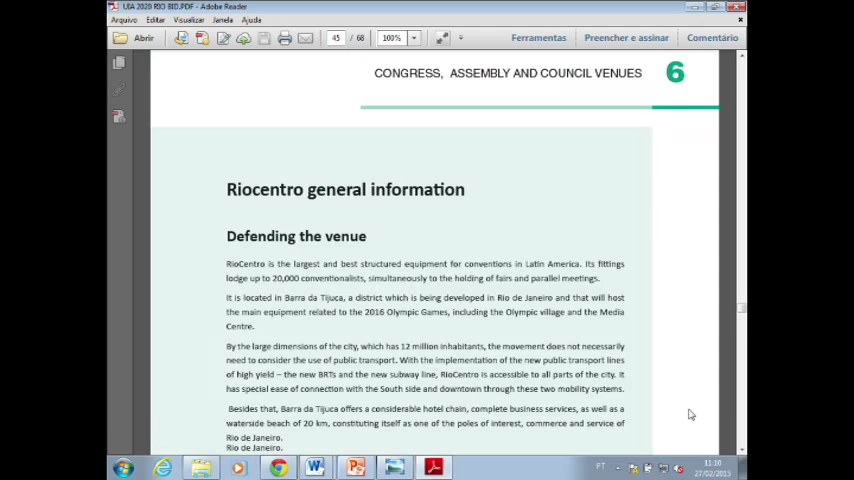 UIA 2020 RIO BID.PDF - Adobe Reader
Arquivo Editar Visualizar Janela Ajuda
Abrir 45 / 68 100% Ferramentas Preencher e assinar Comentário
CONGRESS, ASSEMBLY AND COUNCIL VENUES 6
Riocentro general information
Defending the venue
RioCentro is the largest and best structured equipment for conventions in Latin America. Its fittings
lodge up to 20,000 conventionalists, simultaneously to the holding of fairs and parallel meetings.
It is located in Barra da Tijuca, a district which is being developed in Rio de Janeiro and that will host
the main equipment related to the 2016 Olympic Games, including the Olympic village and the Media
Centre.
By the large dimensions of the city, which has 12 million inhabitants, the movement does not necessarily
need to consider the use of public transport. With the implementation of the new public transport lines
of high yield – the new BRTs and the new subway line, RioCentro is accessible to all parts of the city. It
has special ease of connection with the South side and downtown through these two mobility systems.
Besides that, Barra da Tijuca offers a considerable hotel chain, complete business services, as well as a
waterside beach of 20 km, constituting itself as one of the poles of interest, commerce and service of
Rio de Janeiro.
Rio de Janeiro.
PT 11:10
27/02/2015